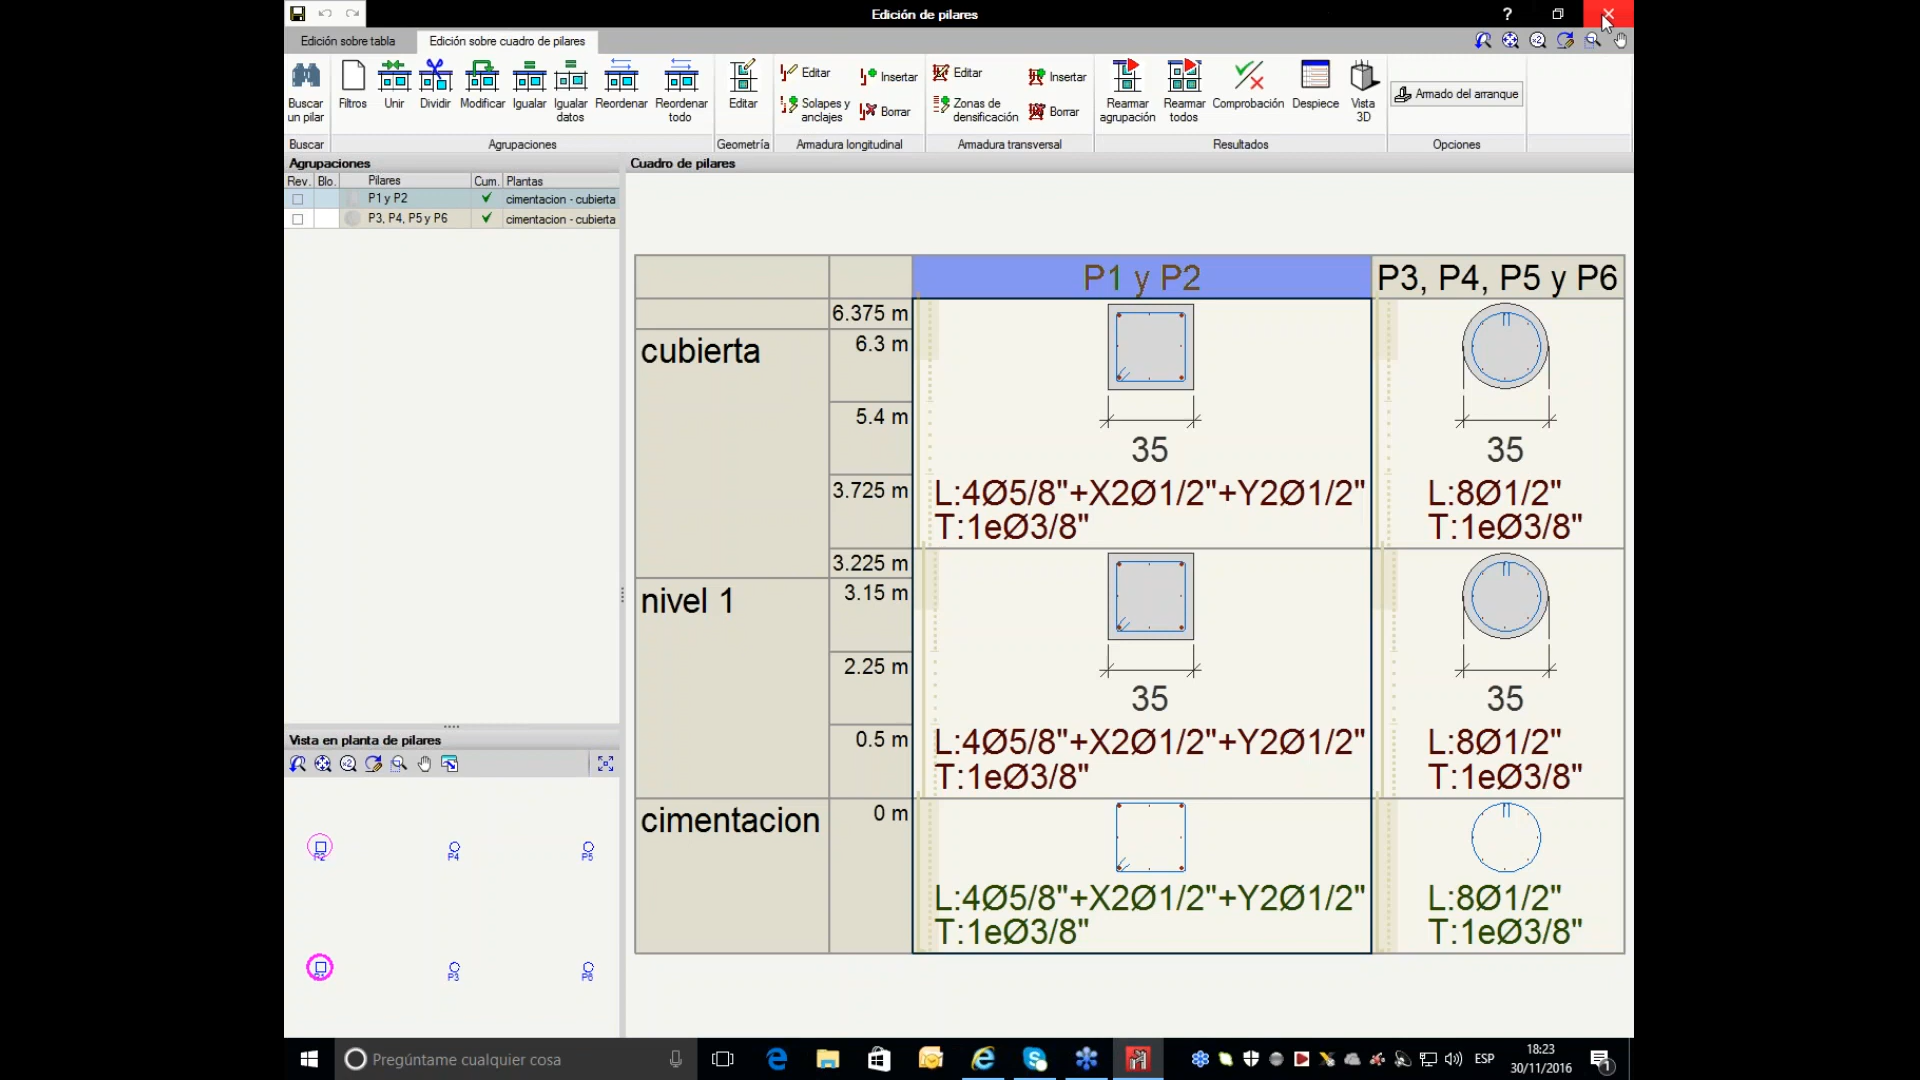 Edición de pilares
?
Edición sobre tabla
Edición sobre cuadro de pilares
Buscar un pilar
Filtros
Unir
Dividir
Modificar
Igualar
Igualar datos
Reordenar
Reordenar todo
Editar
Editar
Solapes y anclajes
Insertar
Borrar
Editar
Zonas de densificación
Insertar
Borrar
Rearmar agrupación
Rearmar todos
Comprobación
Despiece
Vista 3D
Armado del arranque
Buscar
Agrupaciones
Geometría
Armadura longitudinal
Armadura transversal
Resultados
Opciones
Agrupaciones
Rev. Blo. Pilares Cum. Plantas
P1 y P2 cimentacion - cubierta
P3, P4, P5 y P6 cimentacion - cubierta
Cuadro de pilares
P1 y P2
P3, P4, P5 y P6
6.375 m
cubierta
6.3 m
5.4 m
3.725 m
35
L:4Ø5/8"+X2Ø1/2"+Y2Ø1/2"
T:1eØ3/8"
35
L:8Ø1/2"
T:1eØ3/8"
3.225 m
nivel 1
3.15 m
2.25 m
0.5 m
35
L:4Ø5/8"+X2Ø1/2"+Y2Ø1/2"
T:1eØ3/8"
35
L:8Ø1/2"
T:1eØ3/8"
cimentacion
0 m
L:4Ø5/8"+X2Ø1/2"+Y2Ø1/2"
T:1eØ3/8"
L:8Ø1/2"
T:1eØ3/8"
Vista en planta de pilares
P2
P4
P5
P1
P3
P6
Pregúntame cualquier cosa
ESP
18:23
30/11/2016
1